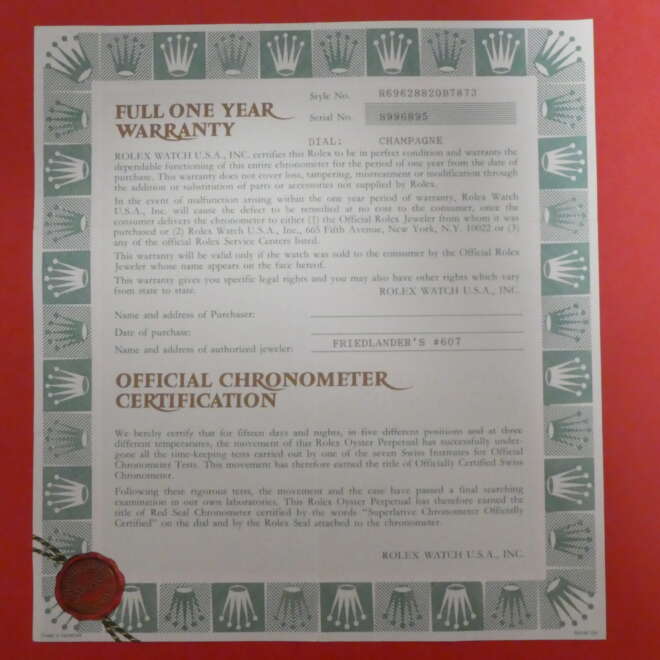 Style No. R69628820B7873
FULL ONE YEAR
WARRANTY
Serial No. 8996895
DIAL: CHAMPAGNE
ROLEX WATCH U.S.A., INC. certifies this Rolex to be in perfect condition and warrants the
dependable functioning of this entire chronometer for the period of one year from the date of
purchase. This warranty does not cover loss, tampering, mistreatment or modification through
the addition or substitution of parts or accessories not supplied by Rolex.
In the event of malfunction arising within the one year period of warranty, Rolex Watch
U.S.A., Inc. will cause the defect to be remedied at no cost to the consumer, once the
consumer delivers the chronometer to either (1) the Official Rolex Jeweler from whom it was
purchased or (2) Rolex Watch U.S.A., Inc., 665 Fifth Avenue, New York, N.Y. 10022 or (3)
any of the official Rolex Service Centers listed.
This warranty will be valid only if the watch was sold to the consumer by the Official Rolex
Jeweler whose name appears on the face hereof.
This warranty gives you specific legal rights and you may also have other rights which vary
from state to state. ROLEX WATCH U.S.A., INC.
Name and address of Purchaser:
Date of purchase:
Name and address of authorized jeweler: FRIEDLANDER'S #607
OFFICIAL CHRONOMETER
CERTIFICATION
We hereby certify that for fifteen days and nights, in five different positions and at three
different temperatures, the movement of this Rolex Oyster Perpetual has successfully under-
gone all the time-keeping tests carried out by one of the seven Swiss Institutes for Official
Chronometer Tests. This movement has therefore earned the title of Officially Certified Swiss
Chronometer.
Following these rigorous tests, the movement and the case have passed a final searching
examination in our own laboratories. This Rolex Oyster Perpetual has therefore earned the
title of Red Seal Chronometer certified by the words "Superlative Chronometer Officially
Certified" on the dial and by the Rolex Seal attached to the chronometer.
ROLEX WATCH U.S.A., INC.